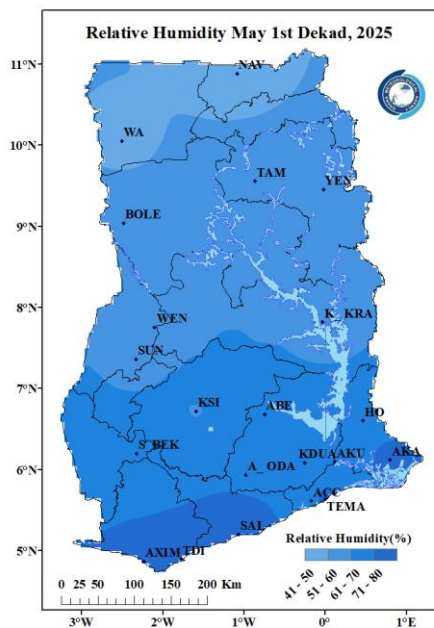 Relative Humidity May 1st Dekad, 2025
11°N
NAV
10°N
WA
TAM
YEN
9°N
BOLE
8°N
K_KRA
WEN
SUN
7°N
KSI
ABE
HO
S_BEK
KDUA
AKU
AKA
6°N
A_ODA
ACC
TEMA
SAL
5°N
AXIM
TDI
Relative Humidity(%)
41 - 50
51 - 60
61 - 70
71 - 80
0 25 50 100 150 200 Km
3°W 2°W 1°W 0° 1°E